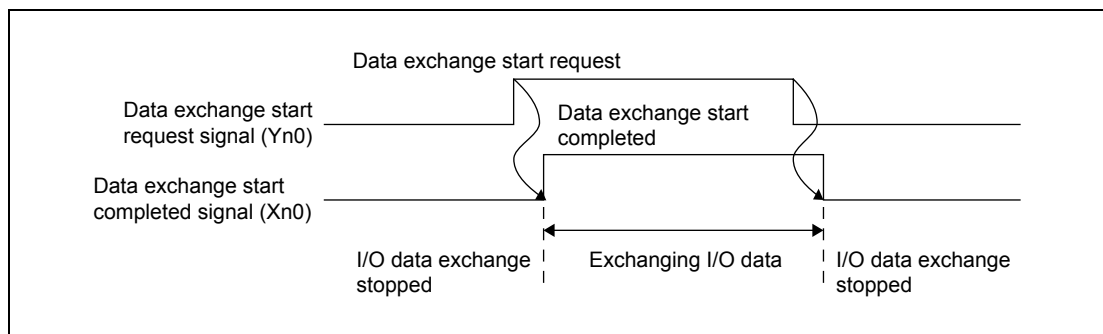 Data exchange start request
Data exchange start
request signal (Yn0)
Data exchange start
completed
Data exchange start
completed signal (Xn0)
I/O data exchange
stopped
Exchanging I/O data
I/O data exchange
stopped